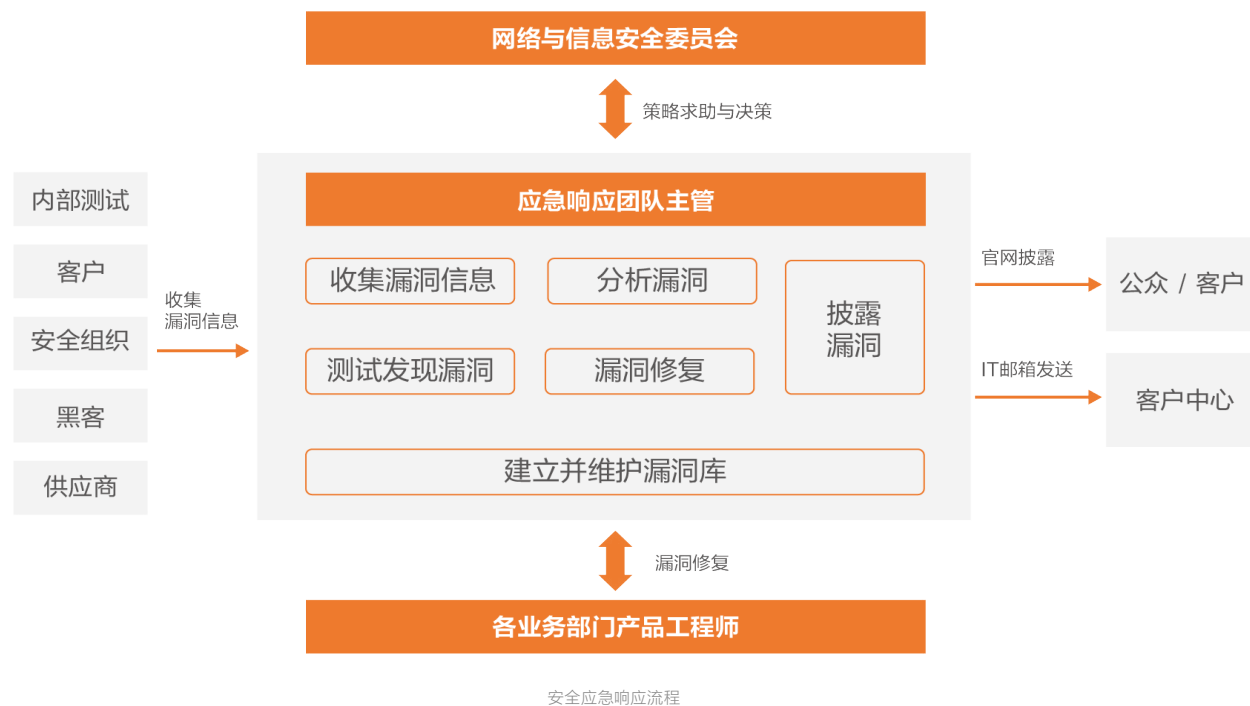 网络与信息安全委员会
策略求助与决策
内部测试
客户
安全组织
黑客
供应商
收集
漏洞信息
应急响应团队主管
收集漏洞信息
分析漏洞
披露
漏洞
测试发现漏洞
漏洞修复
建立并维护漏洞库
官网披露
公众 / 客户
IT邮箱发送
客户中心
漏洞修复
各业务部门产品工程师
安全应急响应流程